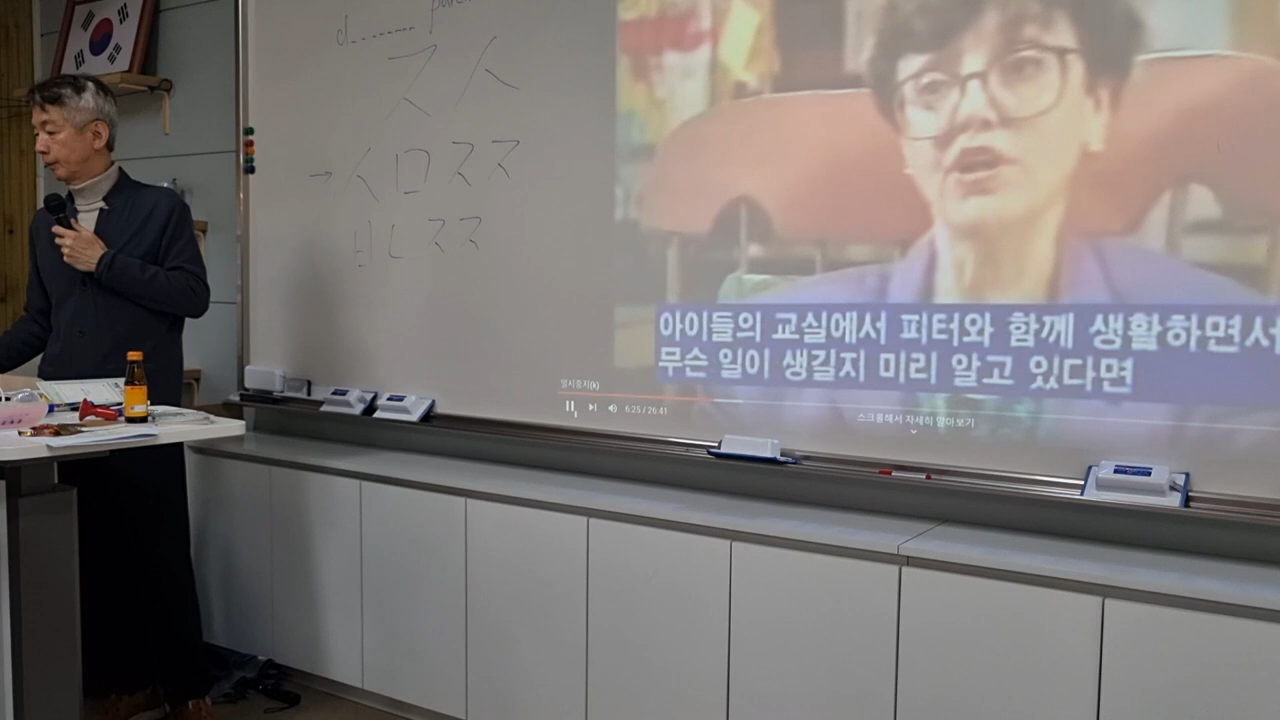 ㅈㅅ
→ㅅㅁㅈㅈ
ㅂㄴㅈㅈ
아이들의 교실에서 피터와 함께 생활하면서
무슨 일이 생길지 미리 알고 있다면
일시중지(k)
6:25 / 26:41
스크롤해서 자세히 알아보기